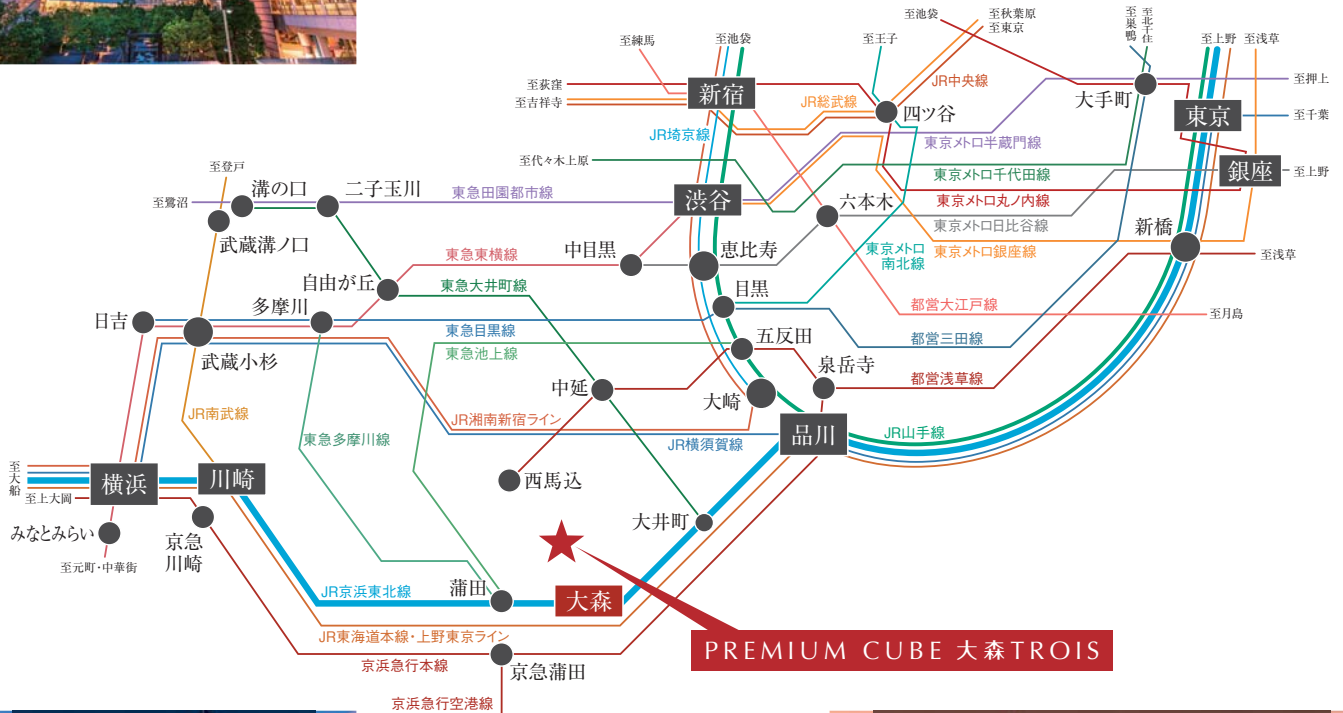 至池袋
至秋葉原
至東京
至巣鴨
至北千住
至練馬
至池袋
至王子
至上野
至浅草
JR中央線
至荻窪
至吉祥寺
新宿
JR総武線
四ツ谷
大手町
至押上
東京
至千葉
JR埼京線
東京メトロ半蔵門線
至代々木上原
東京メトロ千代田線
銀座
至上野
至登戸
溝の口
二子玉川
至鷺沼
東急田園都市線
渋谷
六本木
東京メトロ丸ノ内線
東京メトロ日比谷線
新橋
武蔵溝ノ口
東急東横線
中目黒
恵比寿
東京メトロ
南北線
東京メトロ銀座線
至浅草
自由が丘
東急大井町線
目黒
都営大江戸線
至月島
日吉
多摩川
東急目黒線
都営三田線
武蔵小杉
東急池上線
五反田
泉岳寺
中延
大崎
都営浅草線
JR南武線
JR湘南新宿ライン
東急多摩川線
JR横須賀線
品川
JR山手線
至大船
横浜
川崎
西馬込
至上大岡
みなとみらい
京急
川崎
大井町
至元町・中華街
JR京浜東北線
蒲田
大森
JR東海道本線・上野東京ライン
PREMIUM CUBE 大森TROIS
京浜急行本線
京急蒲田
京浜急行空港線